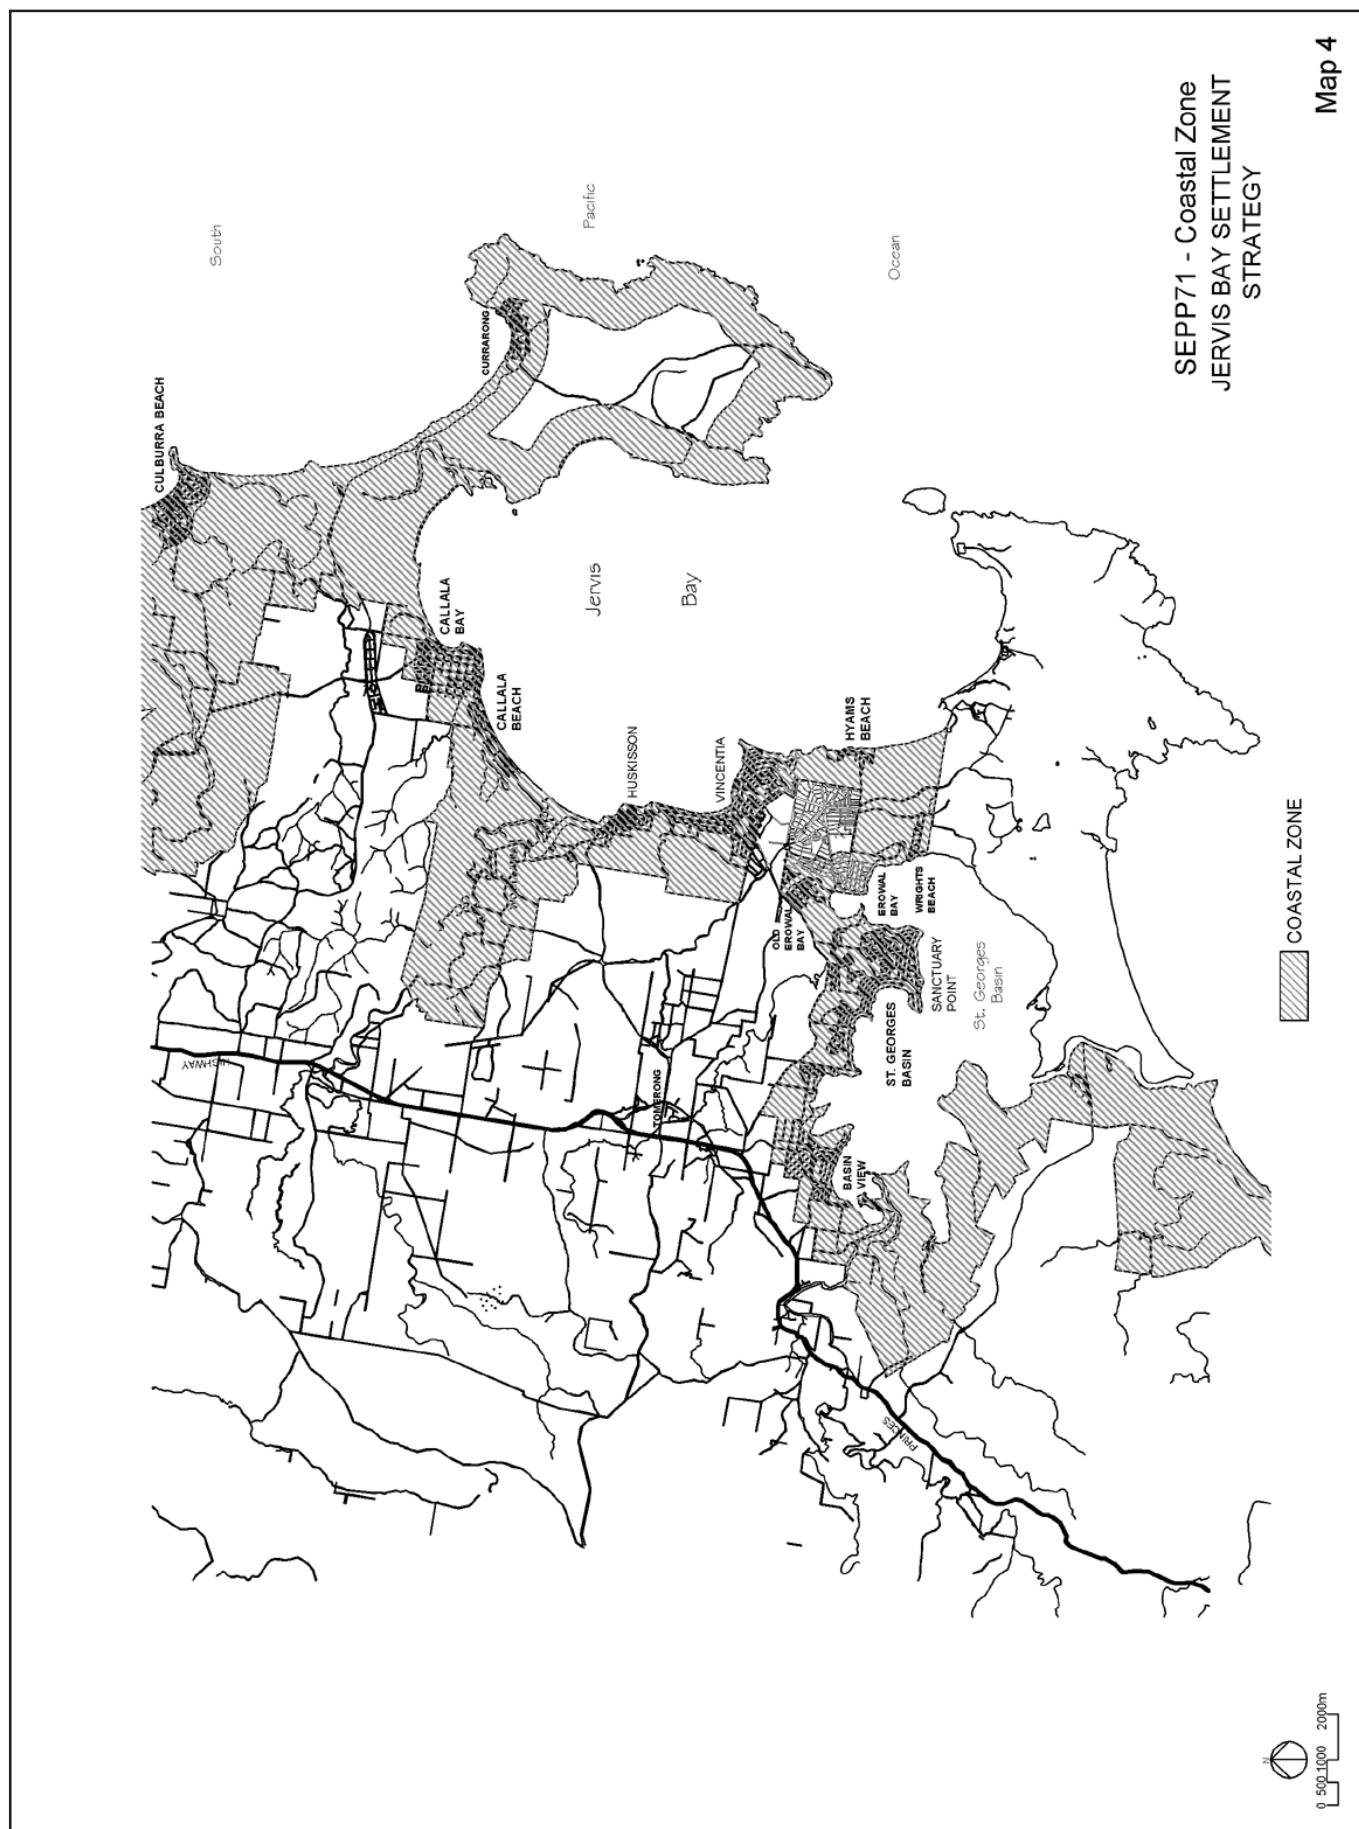 South
CULBURRA BEACH
CURRARONG
Pacific
Ocean
CALLALA
BAY
CALLALA
BEACH
Jervis
Bay
HUSKISSON
VINCENTIA
HYAMS
BEACH
OLD
EROWAL
BAY
EROWAL
BAY
WRIGHTS
BEACH
SANCTUARY
POINT
St. Georges
Basin
ST. GEORGES
BASIN
BASIN
VIEW
HIGHWAY
TOMERONG
PRINCES
COASTAL ZONE
SEPP71 - Coastal Zone
JERVIS BAY SETTLEMENT
STRATEGY
Map 4
N
0 500 1000 2000m